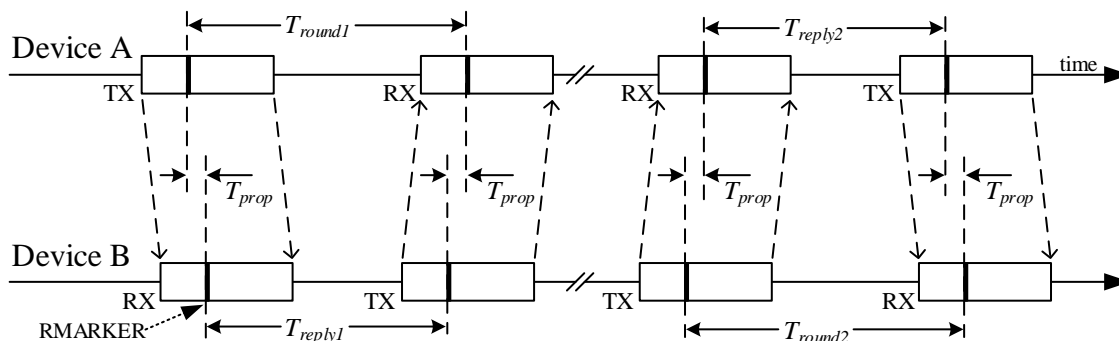 T_round1
T_reply2
Device A
time
TX
RX
RX
TX
T_prop
T_prop
T_prop
T_prop
Device B
RX
TX
TX
RX
RMARKER
T_reply1
T_round2